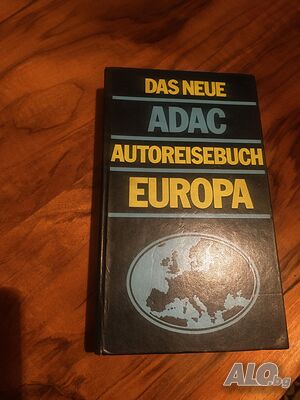 DAS NEUE
ADAC
AUTOREISEBUCH
EUROPA
ALO.bg